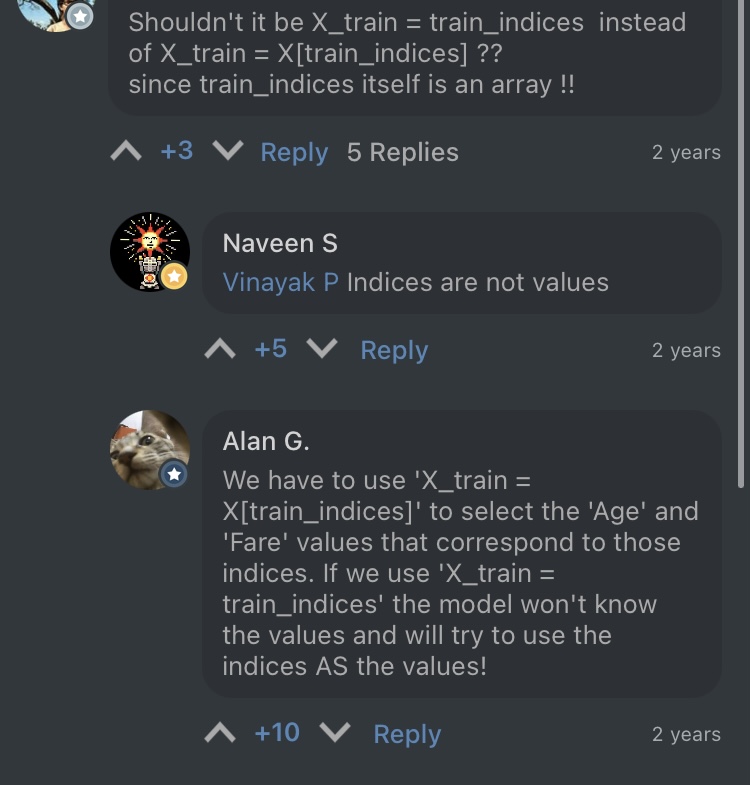 Shouldn't it be X_train = train_indices  instead
of X_train = X[train_indices] ??
since train_indices itself is an array !!
+3 Reply 5 Replies 2 years
Naveen S
Vinayak P Indices are not values
+5 Reply 2 years
Alan G.
We have to use 'X_train =
X[train_indices]' to select the 'Age' and
'Fare' values that correspond to those
indices. If we use 'X_train =
train_indices' the model won't know
the values and will try to use the
indices AS the values!
+10 Reply 2 years